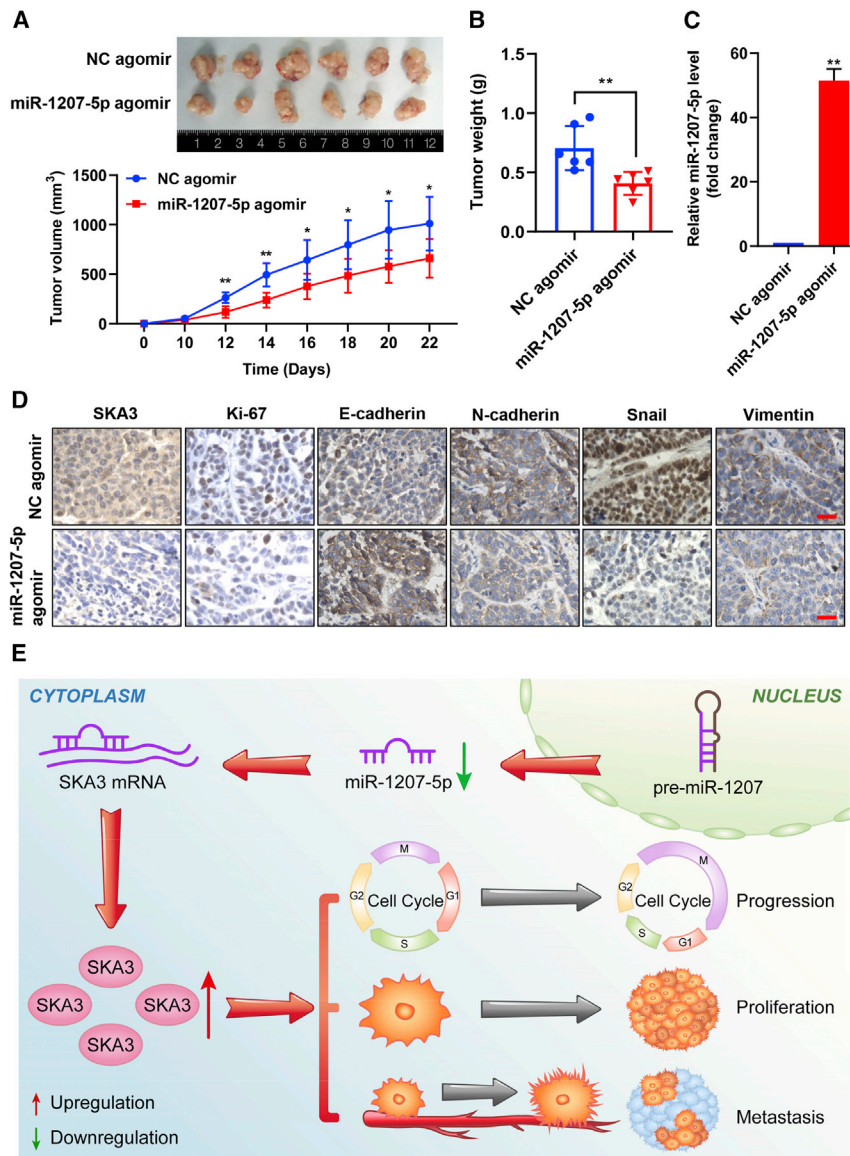 A
NC agomir
miR-1207-5p agomir
1 2 3 4 5 6 7 8 9 10 11 12
1500
1000
500
0
Tumor volume (mm3)
NC agomir
miR-1207-5p agomir
** ** * * * *
0 10 12 14 16 18 20 22
Time (Days)
B
1.5
1.0
0.5
0.0
Tumor weight (g)
**
NC agomir
miR-1207-5p agomir
C
60
40
20
0
Relative miR-1207-5p level
(fold change)
**
NC agomir
miR-1207-5p agomir
D
SKA3 Ki-67 E-cadherin N-cadherin Snail Vimentin
NC agomir
miR-1207-5p
agomir
E
CYTOPLASM
NUCLEUS
SKA3 mRNA
miR-1207-5p
pre-miR-1207
M
G2 Cell Cycle G1
S
M
G2
Cell Cycle
S
G1
Progression
SKA3
SKA3
SKA3
SKA3
Proliferation
Metastasis
Upregulation
Downregulation